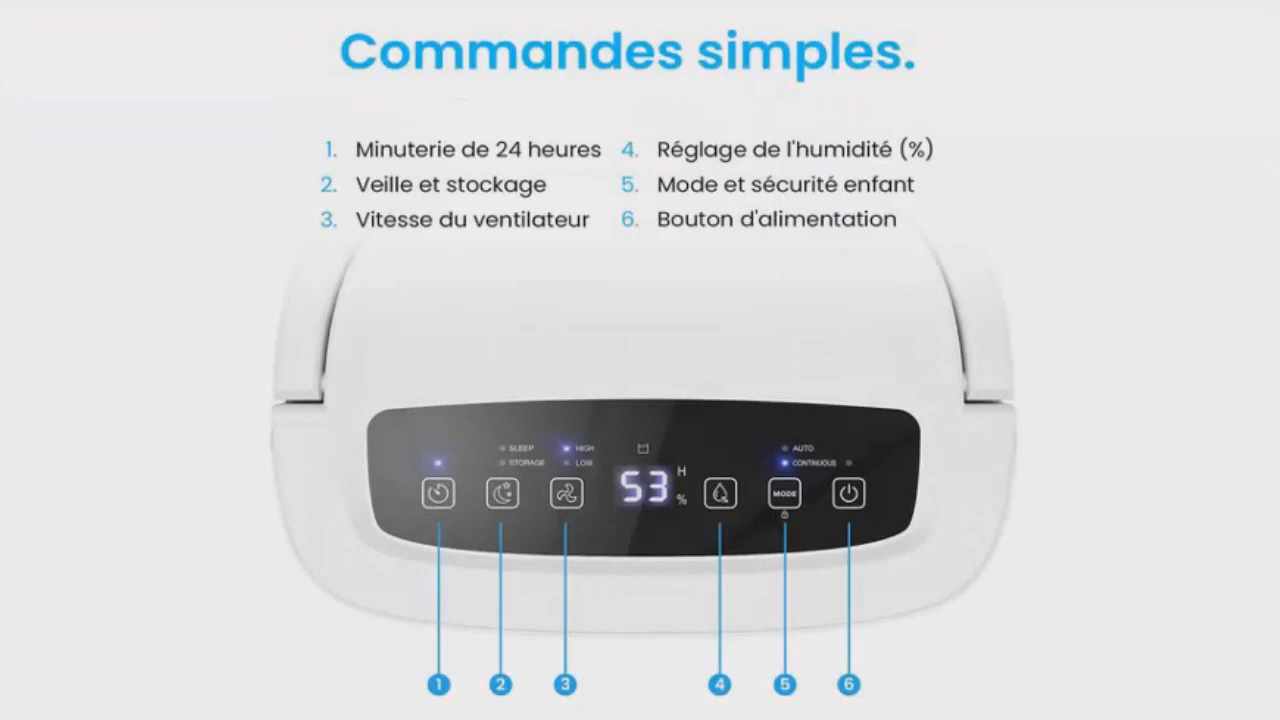 Commandes simples.
1. Minuterie de 24 heures
2. Veille et stockage
3. Vitesse du ventilateur
4. Réglage de l'humidité (%)
5. Mode et sécurité enfant
6. Bouton d'alimentation
SLEEP
STORAGE
HIGH
LOW
53
H
%
AUTO
CONTINUOUS
MODE
1 2 3 4 5 6